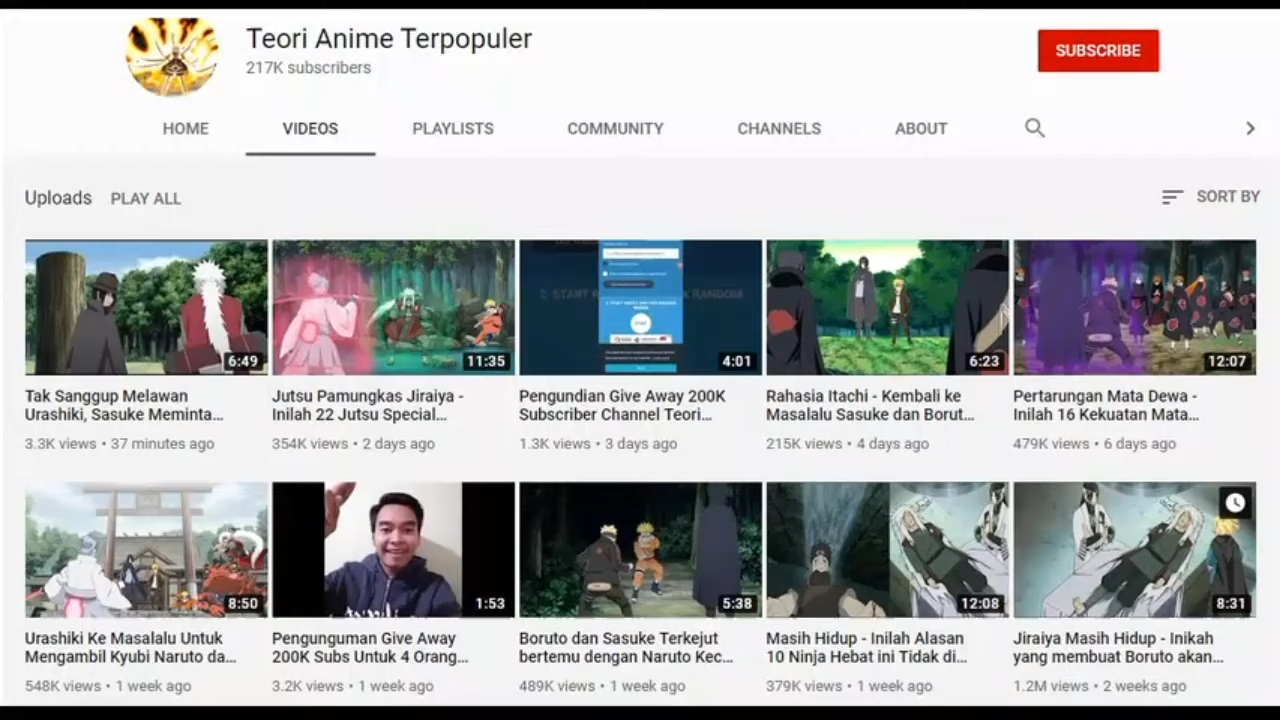 Teori Anime Terpopuler
217K subscribers
SUBSCRIBE
HOME
VIDEOS
PLAYLISTS
COMMUNITY
CHANNELS
ABOUT
Uploads
PLAY ALL
SORT BY
6:49
11:35
4:01
6:23
12:07
Tak Sanggup Melawan
Urashiki, Sasuke Meminta...
3.3K views • 37 minutes ago
Jutsu Pamungkas Jiraiya -
Inilah 22 Jutsu Special...
354K views • 2 days ago
Pengundian Give Away 200K
Subscriber Channel Teori...
1.3K views • 3 days ago
Rahasia Itachi - Kembali ke
Masalalu Sasuke dan Borut...
215K views • 4 days ago
Pertarungan Mata Dewa -
Inilah 16 Kekuatan Mata...
479K views • 6 days ago
8:50
1:53
5:38
12:08
8:31
Urashiki Ke Masalalu Untuk
Mengambil Kyubi Naruto da...
548K views • 1 week ago
Pengunguman Give Away
200K Subs Untuk 4 Orang...
3.2K views • 1 week ago
Boruto dan Sasuke Terkejut
bertemu dengan Naruto Kec...
489K views • 1 week ago
Masih Hidup - Inilah Alasan
10 Ninja Hebat ini Tidak di...
379K views • 1 week ago
Jiraiya Masih Hidup - Inikah
yang membuat Boruto akan...
1.2M views • 2 weeks ago